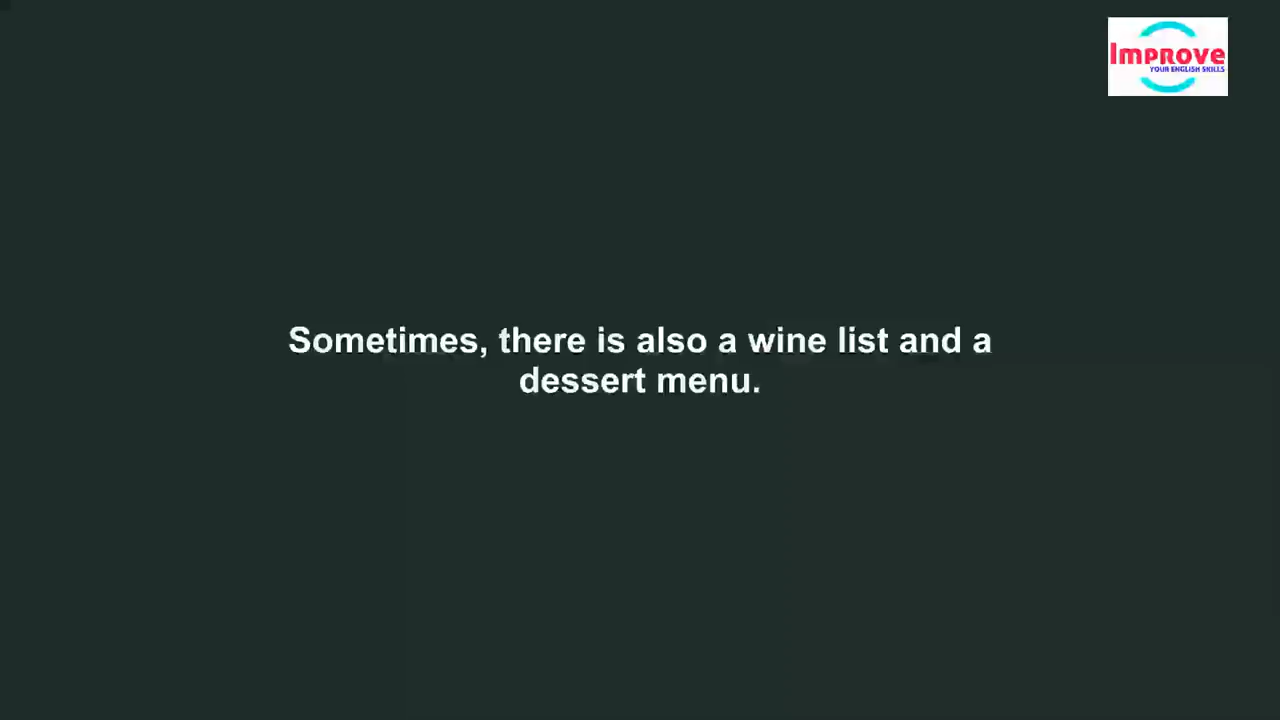 Improve
YOUR ENGLISH SKILLS
Sometimes, there is also a wine list and a
dessert menu.